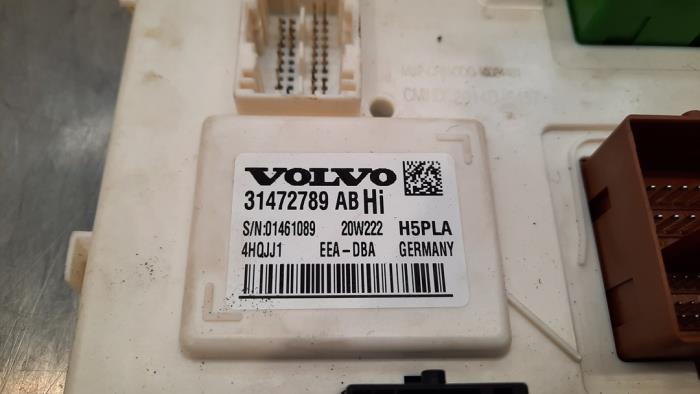 VOLVO
31472789 AB Hi
S/N:01461089 20W222 H5PLA
4HQJJ1 EEA-DBA GERMANY